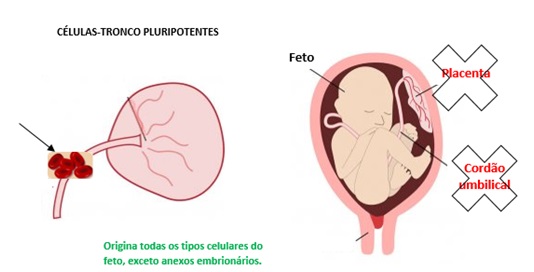 CÉLULAS-TRONCO PLURIPOTENTES
Feto
Placenta
Cordão
umbilical
Origina todas os tipos celulares do
feto, exceto anexos embrionários.